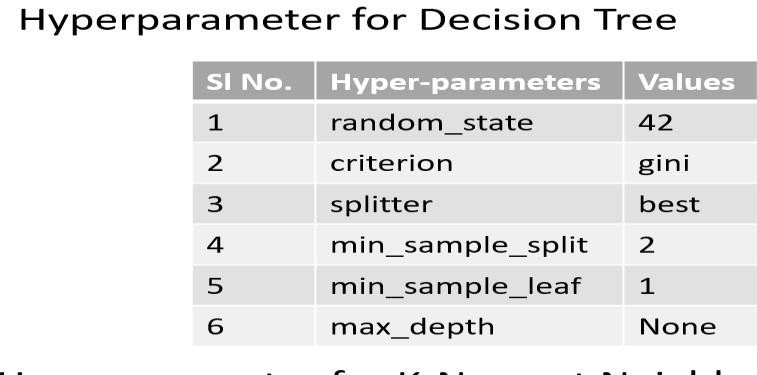 Hyperparameter for Decision Tree
Sl No. Hyper-parameters Values
1 random_state 42
2 criterion gini
3 splitter best
4 min_sample_split 2
5 min_sample_leaf 1
6 max_depth None